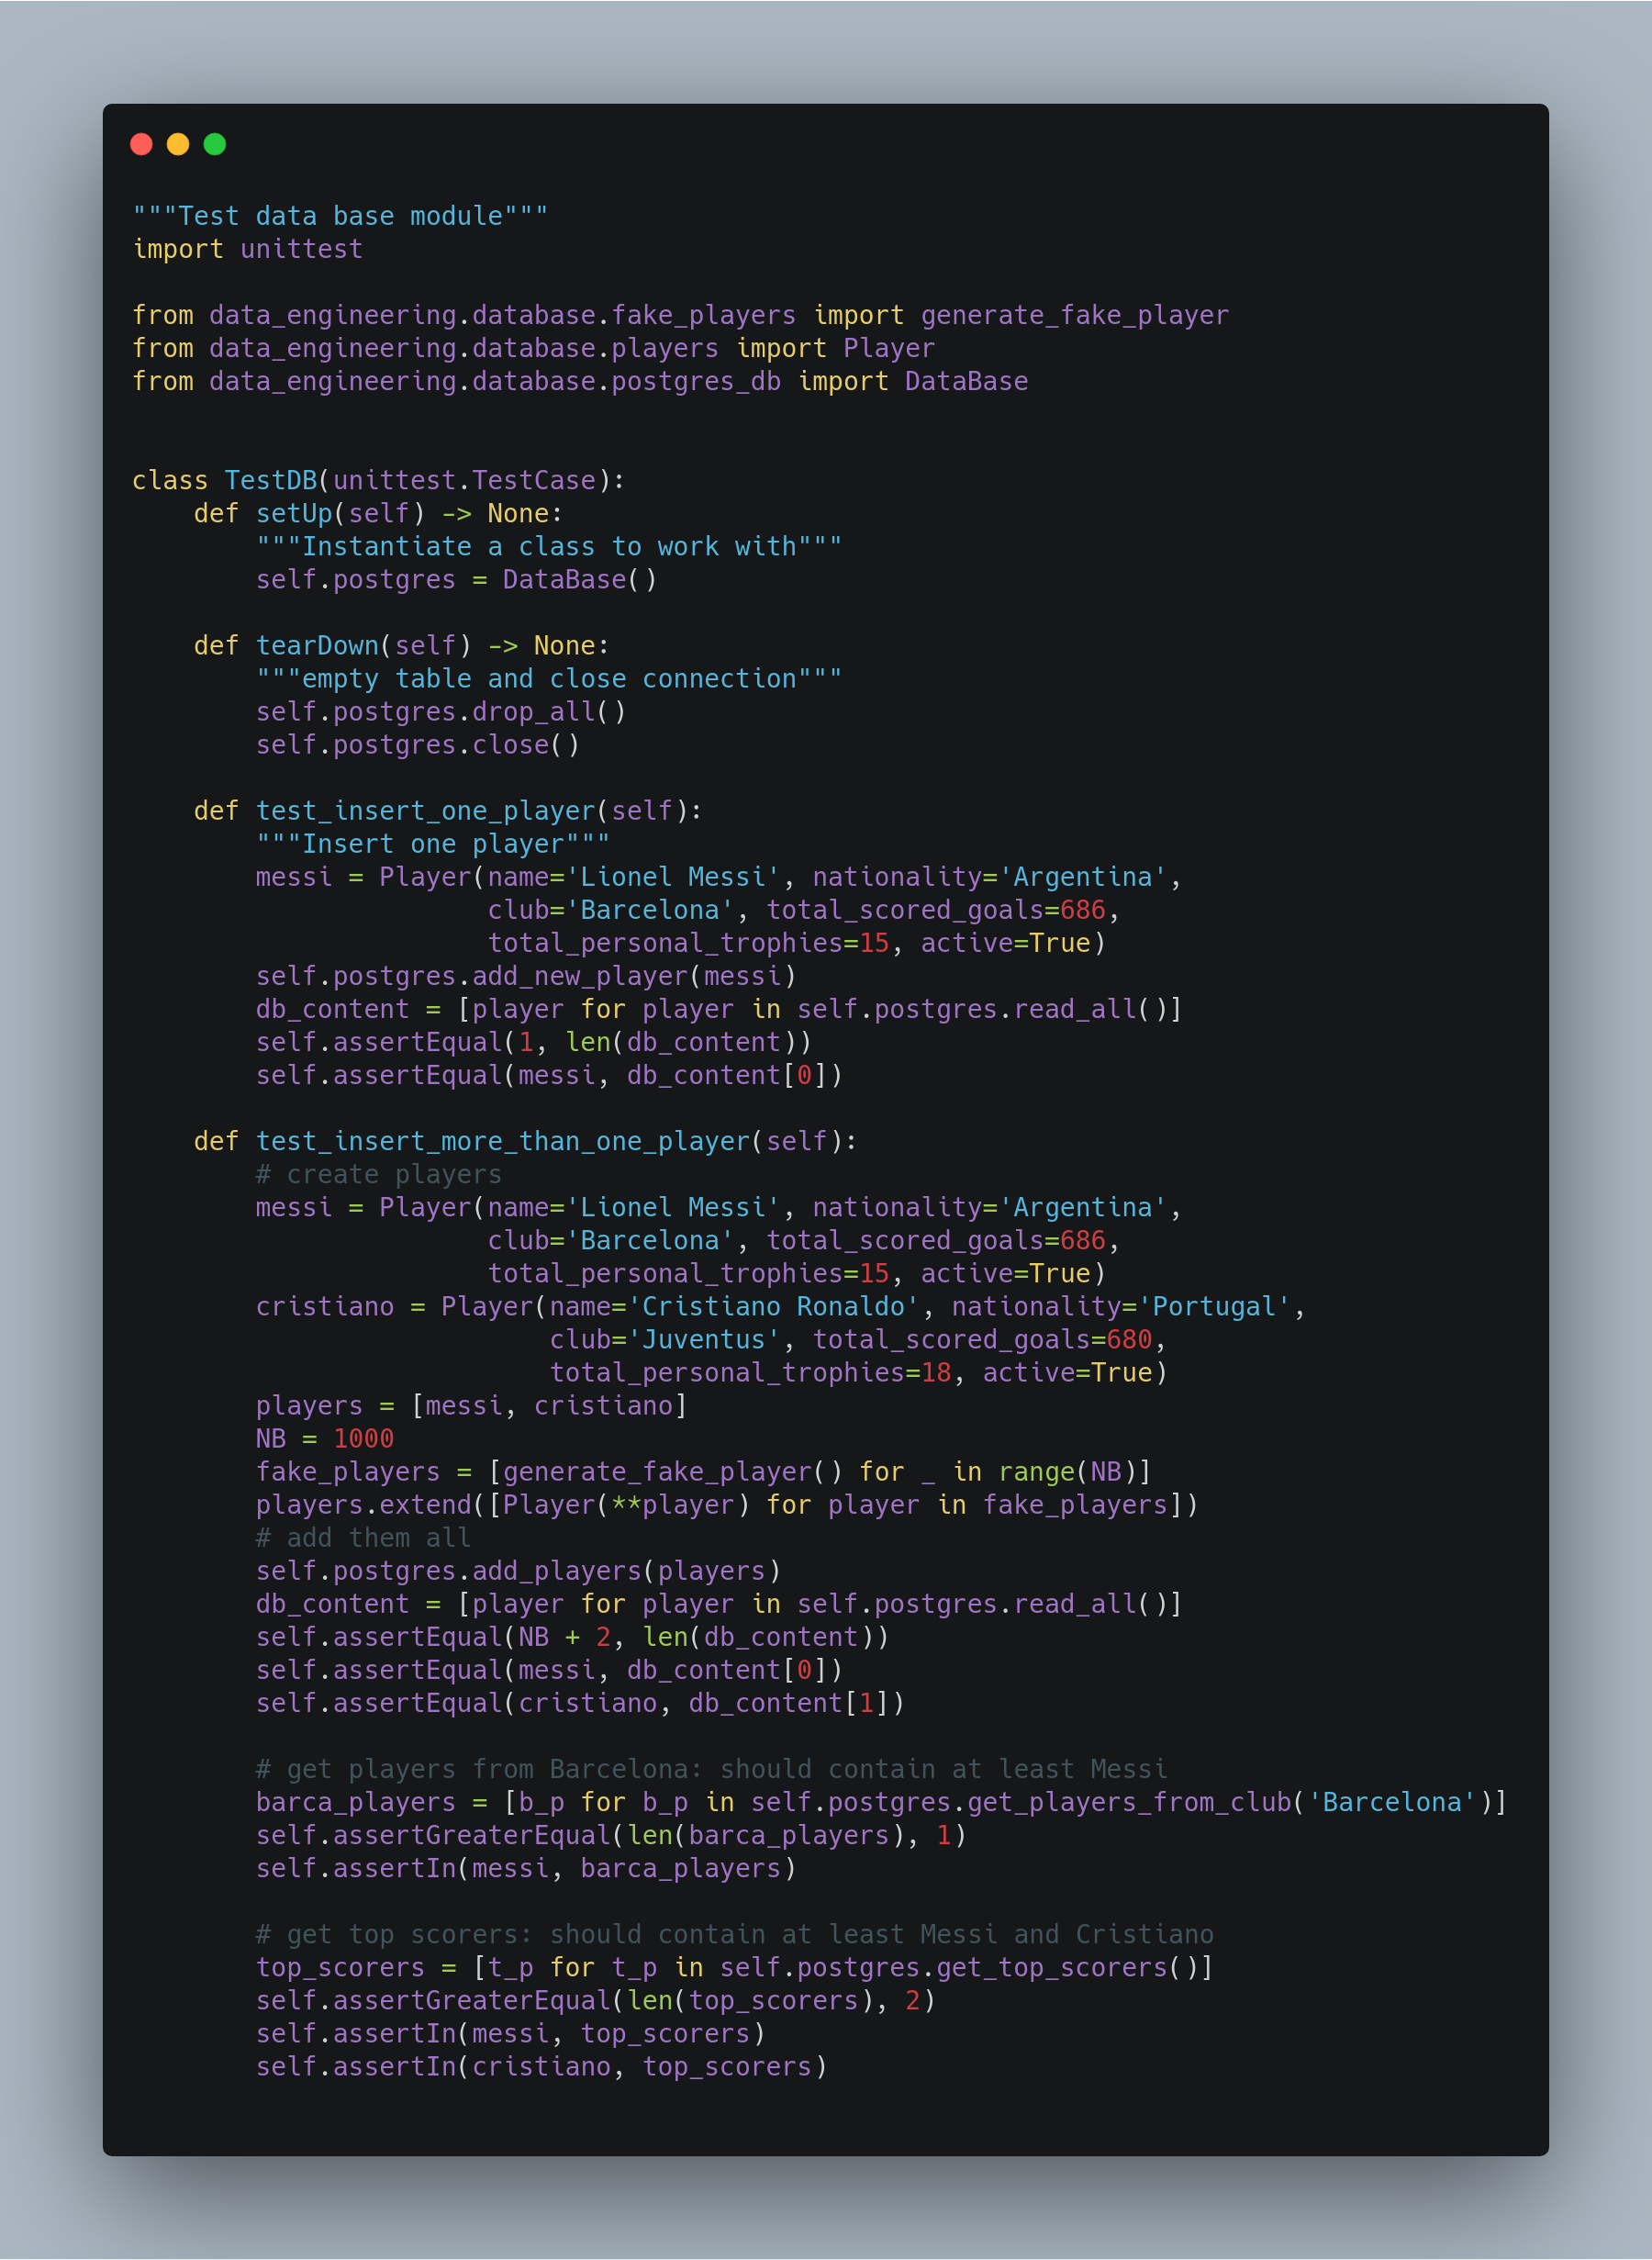 """Test data base module"""
import unittest

from data_engineering.database.fake_players import generate_fake_player
from data_engineering.database.players import Player
from data_engineering.database.postgres_db import DataBase


class TestDB(unittest.TestCase):
    def setUp(self) -> None:
        """Instantiate a class to work with"""
        self.postgres = DataBase()

    def tearDown(self) -> None:
        """empty table and close connection"""
        self.postgres.drop_all()
        self.postgres.close()

    def test_insert_one_player(self):
        """Insert one player"""
        messi = Player(name='Lionel Messi', nationality='Argentina',
                       club='Barcelona', total_scored_goals=686,
                       total_personal_trophies=15, active=True)
        self.postgres.add_new_player(messi)
        db_content = [player for player in self.postgres.read_all()]
        self.assertEqual(1, len(db_content))
        self.assertEqual(messi, db_content[0])

    def test_insert_more_than_one_player(self):
        # create players
        messi = Player(name='Lionel Messi', nationality='Argentina',
                       club='Barcelona', total_scored_goals=686,
                       total_personal_trophies=15, active=True)
        cristiano = Player(name='Cristiano Ronaldo', nationality='Portugal',
                           club='Juventus', total_scored_goals=680,
                           total_personal_trophies=18, active=True)
        players = [messi, cristiano]
        NB = 1000
        fake_players = [generate_fake_player() for _ in range(NB)]
        players.extend([Player(**player) for player in fake_players])
        # add them all
        self.postgres.add_players(players)
        db_content = [player for player in self.postgres.read_all()]
        self.assertEqual(NB + 2, len(db_content))
        self.assertEqual(messi, db_content[0])
        self.assertEqual(cristiano, db_content[1])

        # get players from Barcelona: should contain at least Messi
        barca_players = [b_p for b_p in self.postgres.get_players_from_club('Barcelona')]
        self.assertGreaterEqual(len(barca_players), 1)
        self.assertIn(messi, barca_players)

        # get top scorers: should contain at least Messi and Cristiano
        top_scorers = [t_p for t_p in self.postgres.get_top_scorers()]
        self.assertGreaterEqual(len(top_scorers), 2)
        self.assertIn(messi, top_scorers)
        self.assertIn(cristiano, top_scorers)